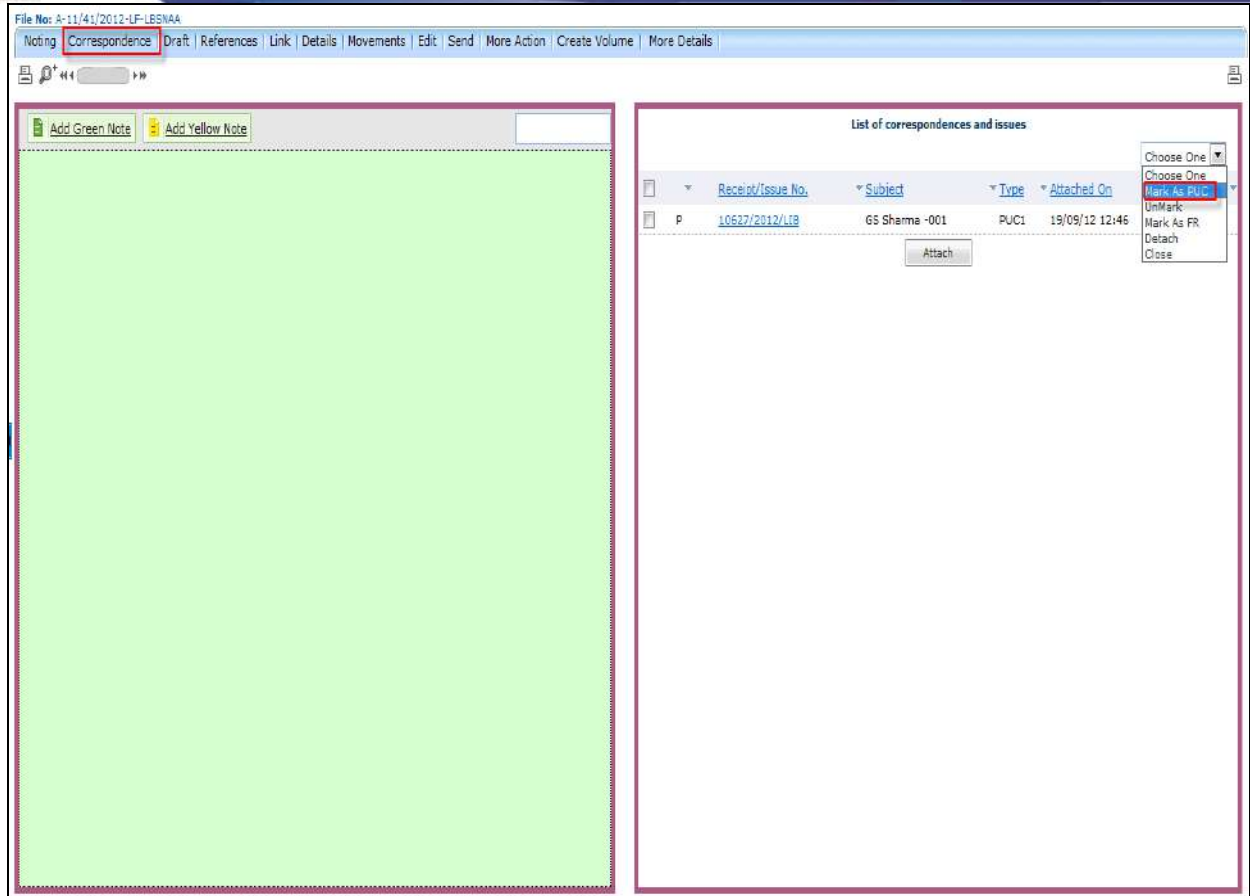 File No: A-11/41/2012-LF-LBSNAA
Noting | Correspondence | Draft | References | Link | Details | Movements | Edit | Send | More Action | Create Volume | More Details
Add Green Note Add Yellow Note
List of correspondences and issues
Choose One
Choose One
Mark As PUC
UnMark
Mark As FR
Detach
Close
Receipt/Issue No. Subject Type Attached On
P 10627/2012/LIB GS Sharma -001 PUC1 19/09/12 12:46
Attach